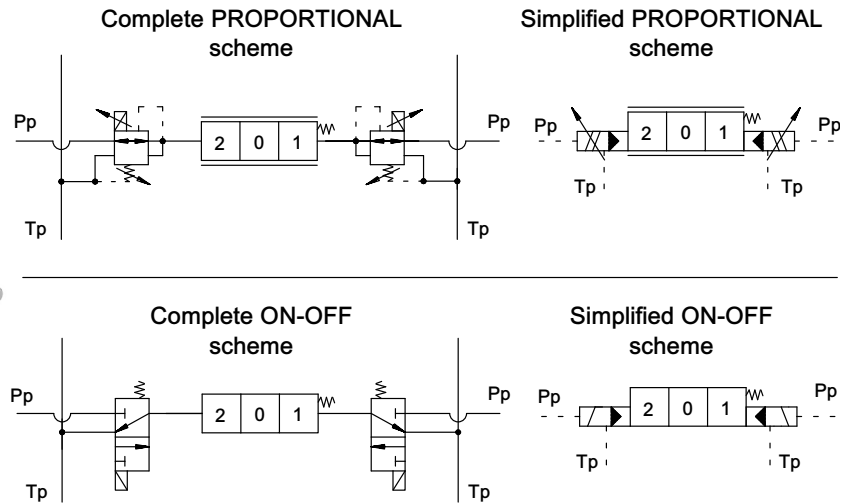 Complete PROPORTIONAL
scheme
Simplified PROPORTIONAL
scheme
Pp
2 0 1
Pp
Tp
Tp
Pp
2 0 1
Pp
Tp
Tp
Complete ON-OFF
scheme
Simplified ON-OFF
scheme
Pp
2 0 1
Pp
Tp
Tp
Pp
2 0 1
Pp
Tp
Tp